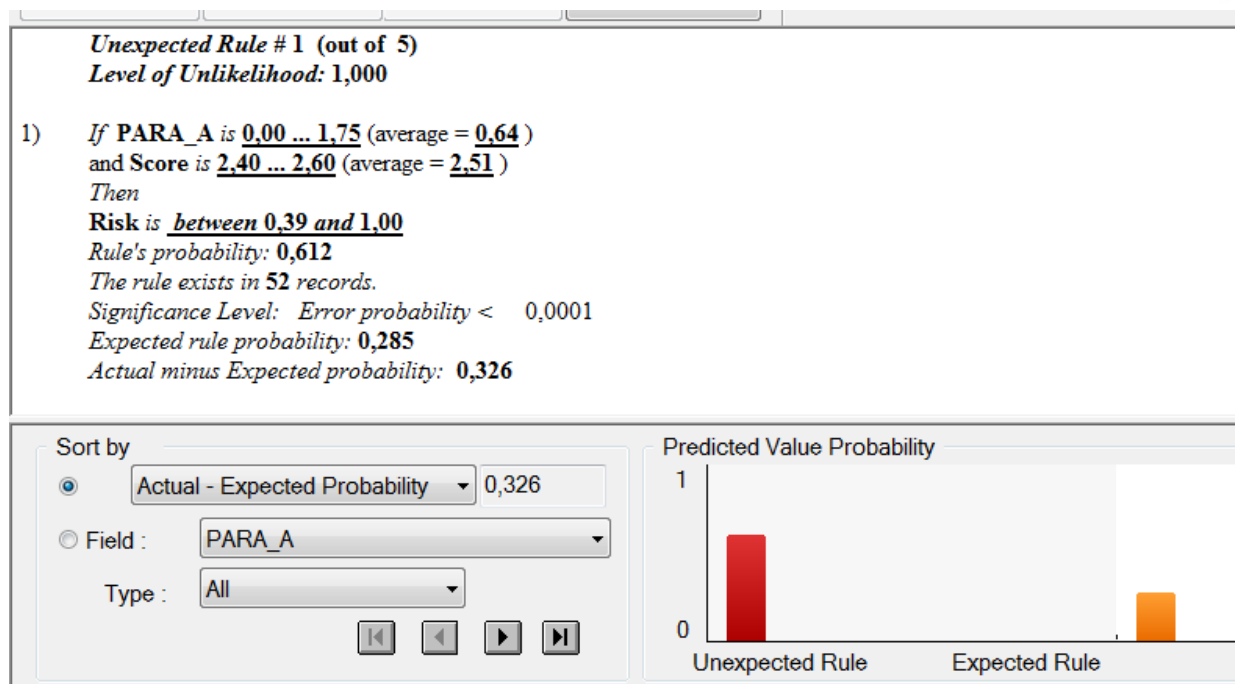 Unexpected Rule # 1 (out of 5)
Level of Unlikelihood: 1,000
1) If PARA_A is 0,00 ... 1,75 (average = 0,64 )
and Score is 2,40 ... 2,60 (average = 2,51 )
Then
Risk is between 0,39 and 1,00
Rule's probability: 0,612
The rule exists in 52 records.
Significance Level: Error probability < 0,0001
Expected rule probability: 0,285
Actual minus Expected probability: 0,326
Sort by
Actual - Expected Probability 0,326
Field : PARA_A
Type : All
Predicted Value Probability
1
0
Unexpected Rule Expected Rule